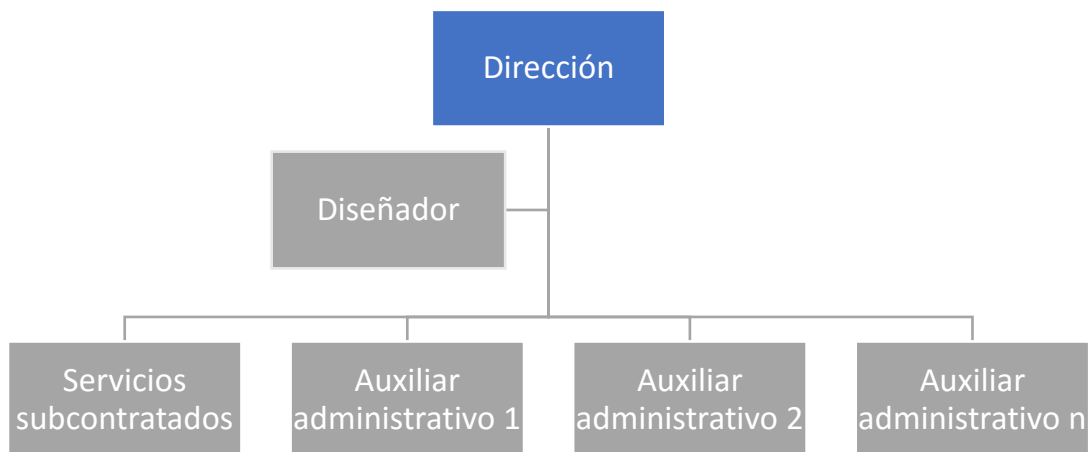 Dirección
Diseñador
Servicios
subcontratados
Auxiliar
administrativo 1
Auxiliar
administrativo 2
Auxiliar
administrativo n